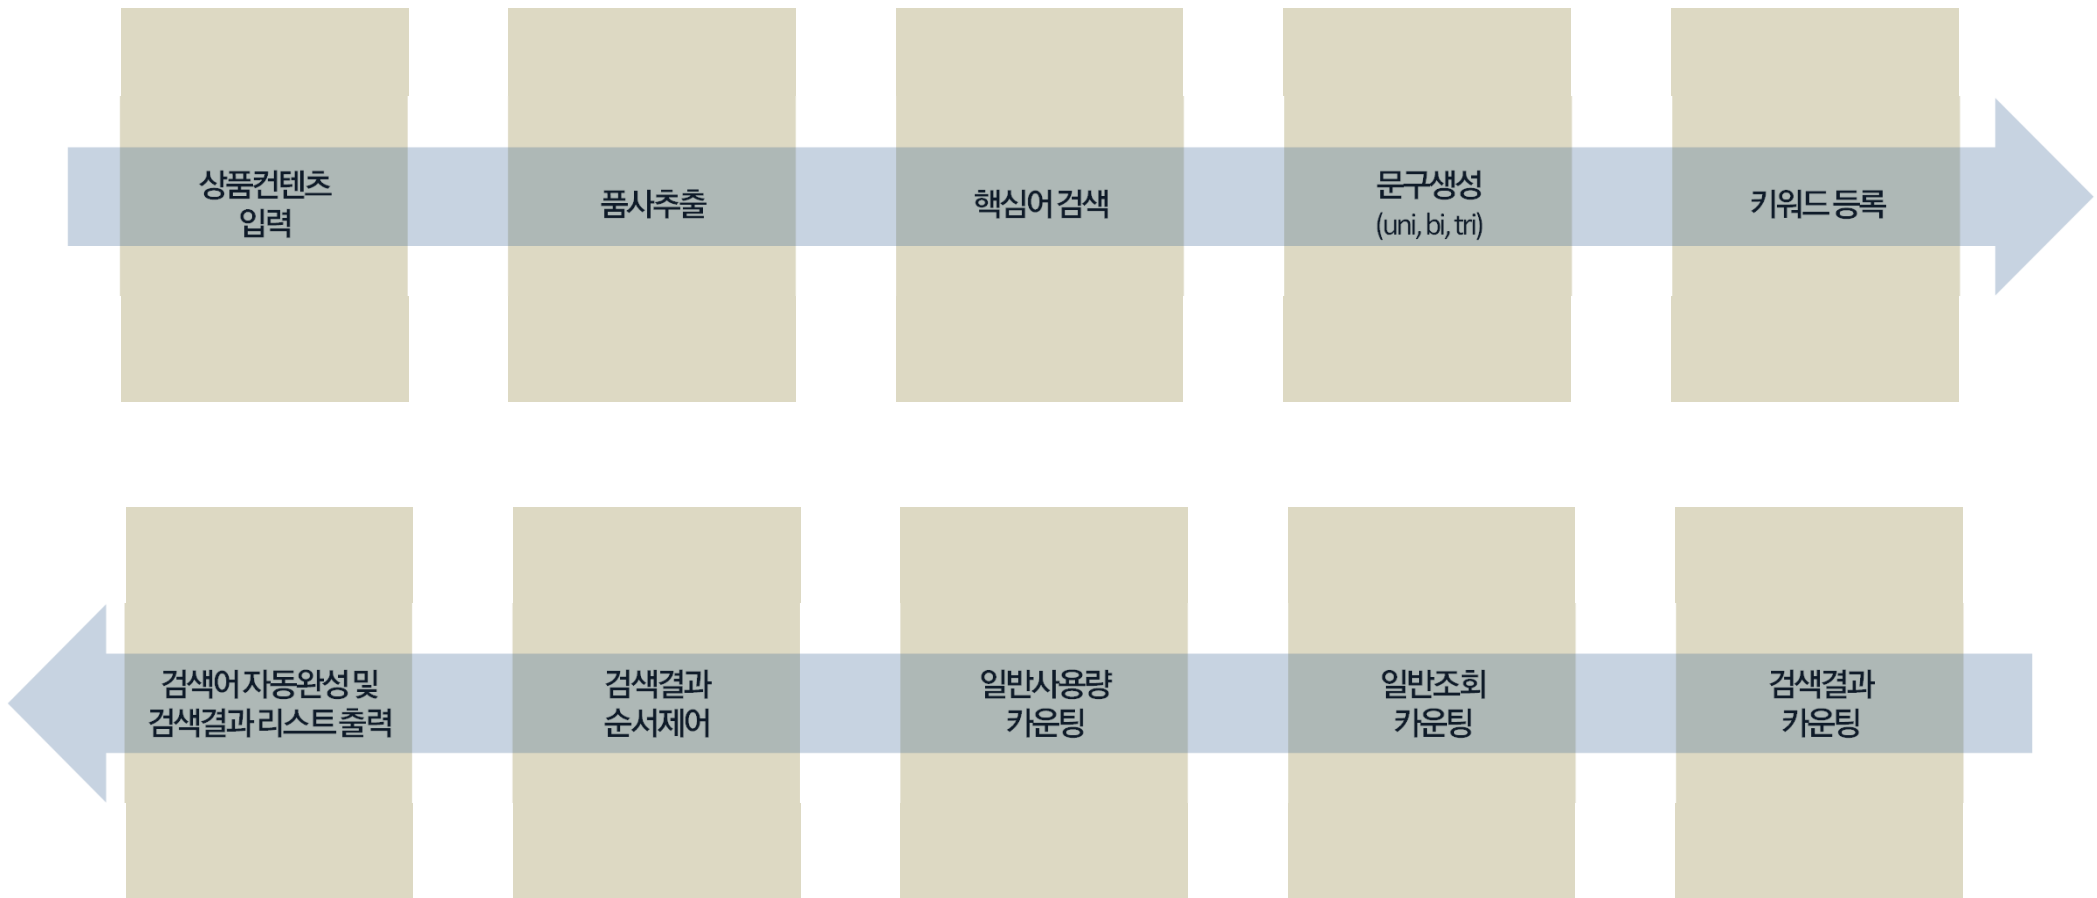 상품컨텐츠
입력
품사추출
핵심어 검색
문구생성
(uni, bi, tri)
키워드 등록
검색어 자동완성 및
검색결과 리스트 출력
검색결과
순서제어
일반사용량
카운팅
일반조회
카운팅
검색결과
카운팅